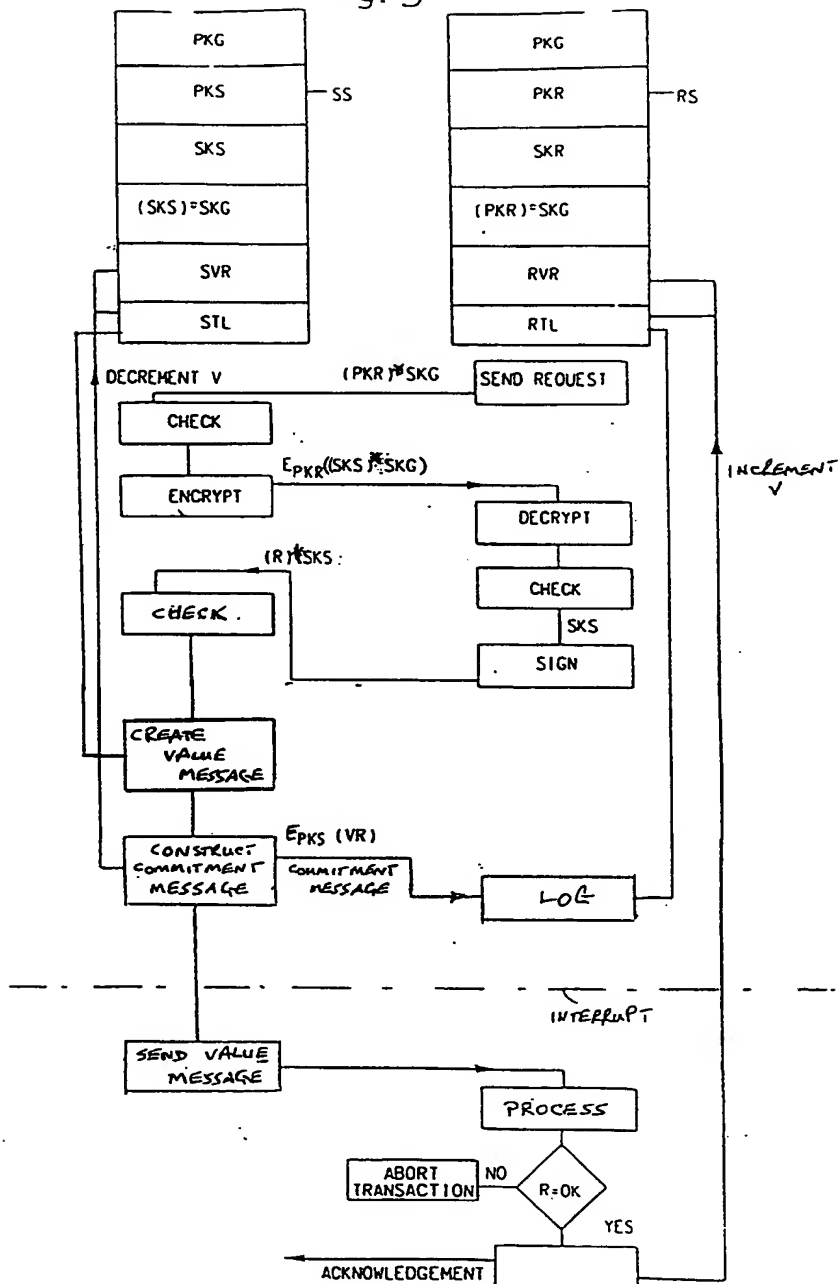 PKG
PKS
SS
SKS
(SKS)*SKG
SVR
STL
PKG
PKR
RS
SKR
(PKR)*SKG
RVR
RTL
DECREMENT V
(PKR)*SKG
SEND REQUEST
CHECK
EPKR((SKS)*SKG)
ENCRYPT
INCREMENT
V
DECRYPT
(R)*SKS
CHECK
CHECK.
SKS
SIGN
CREATE
VALUE
MESSAGE
EPKS (VR)
CONSTRUCT
COMMITMENT
MESSAGE
COMMITMENT
MESSAGE
LOG
INTERRUPT
SEND VALUE
MESSAGE
PROCESS
ABORT
TRANSACTION
NO
R=OK
YES
ACKNOWLEDGEMENT